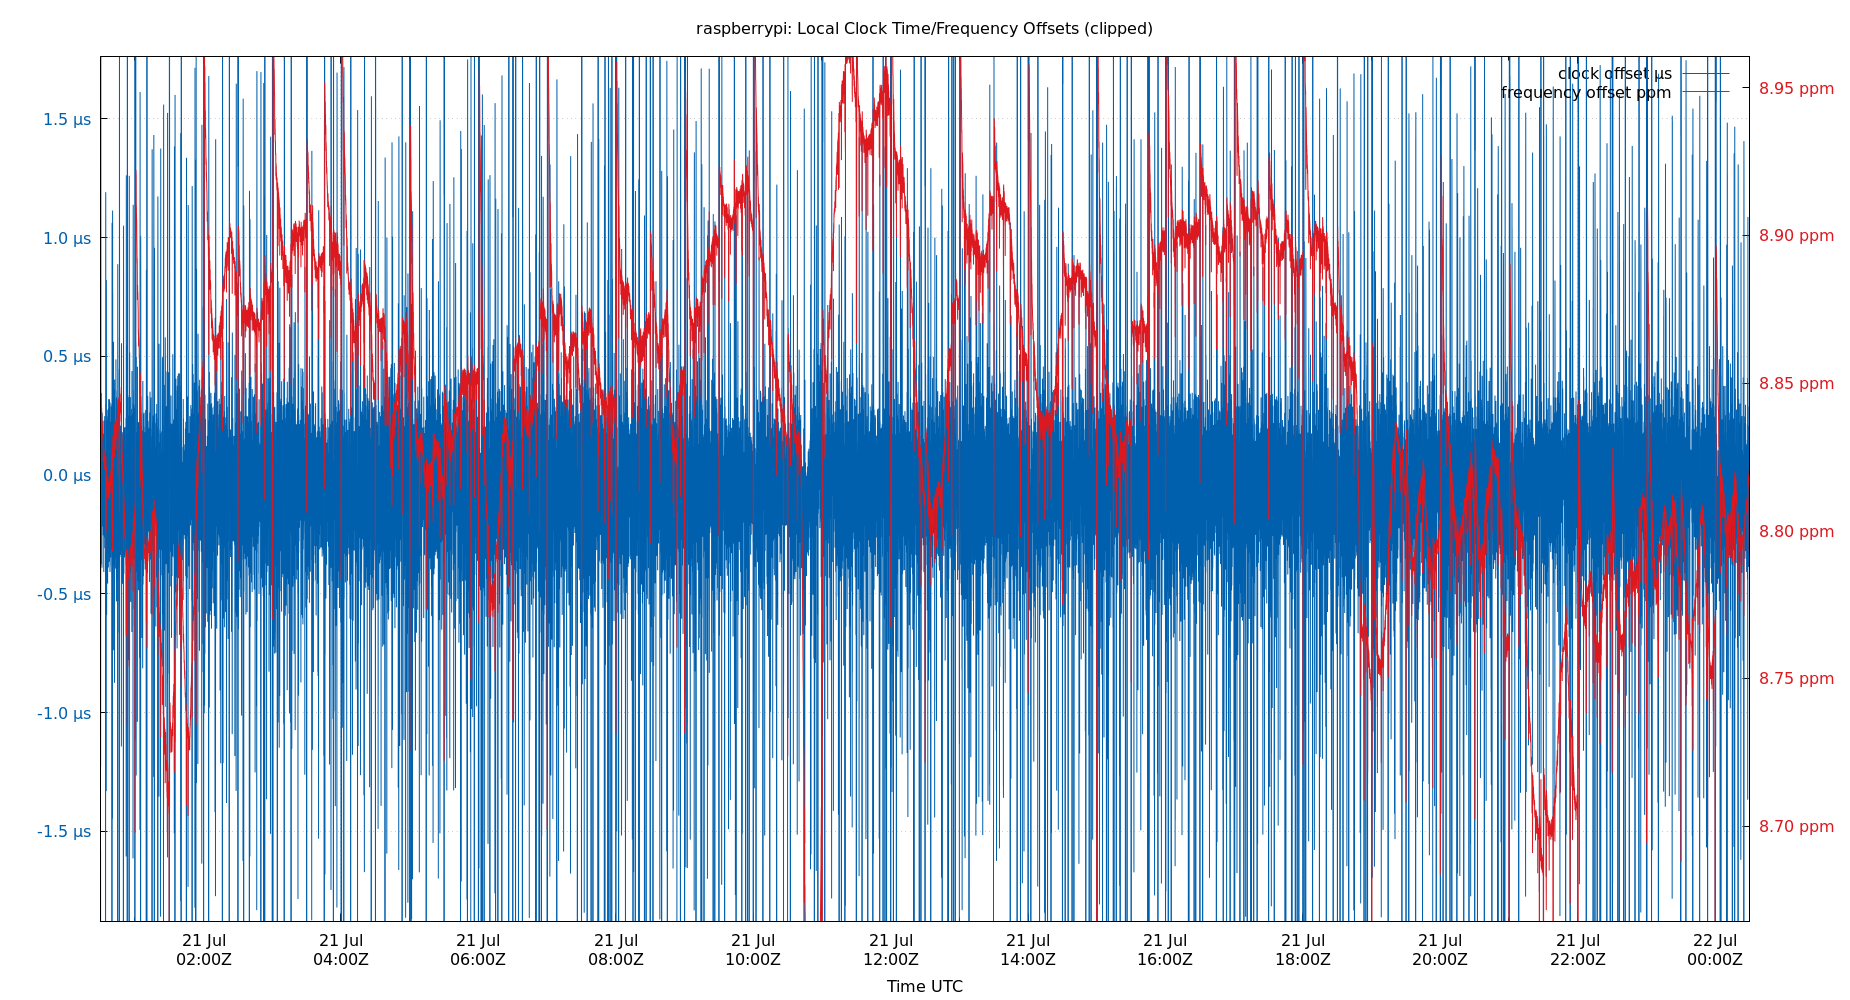 raspberrypi: Local Clock Time/Frequency Offsets (clipped)
clock offset µs
frequency offset ppm
1.5 µs
1.0 µs
0.5 µs
0.0 µs
-0.5 µs
-1.0 µs
-1.5 µs
8.95 ppm
8.90 ppm
8.85 ppm
8.80 ppm
8.75 ppm
8.70 ppm
21 Jul
02:00Z
21 Jul
04:00Z
21 Jul
06:00Z
21 Jul
08:00Z
21 Jul
10:00Z
21 Jul
12:00Z
21 Jul
14:00Z
21 Jul
16:00Z
21 Jul
18:00Z
21 Jul
20:00Z
21 Jul
22:00Z
22 Jul
00:00Z
Time UTC